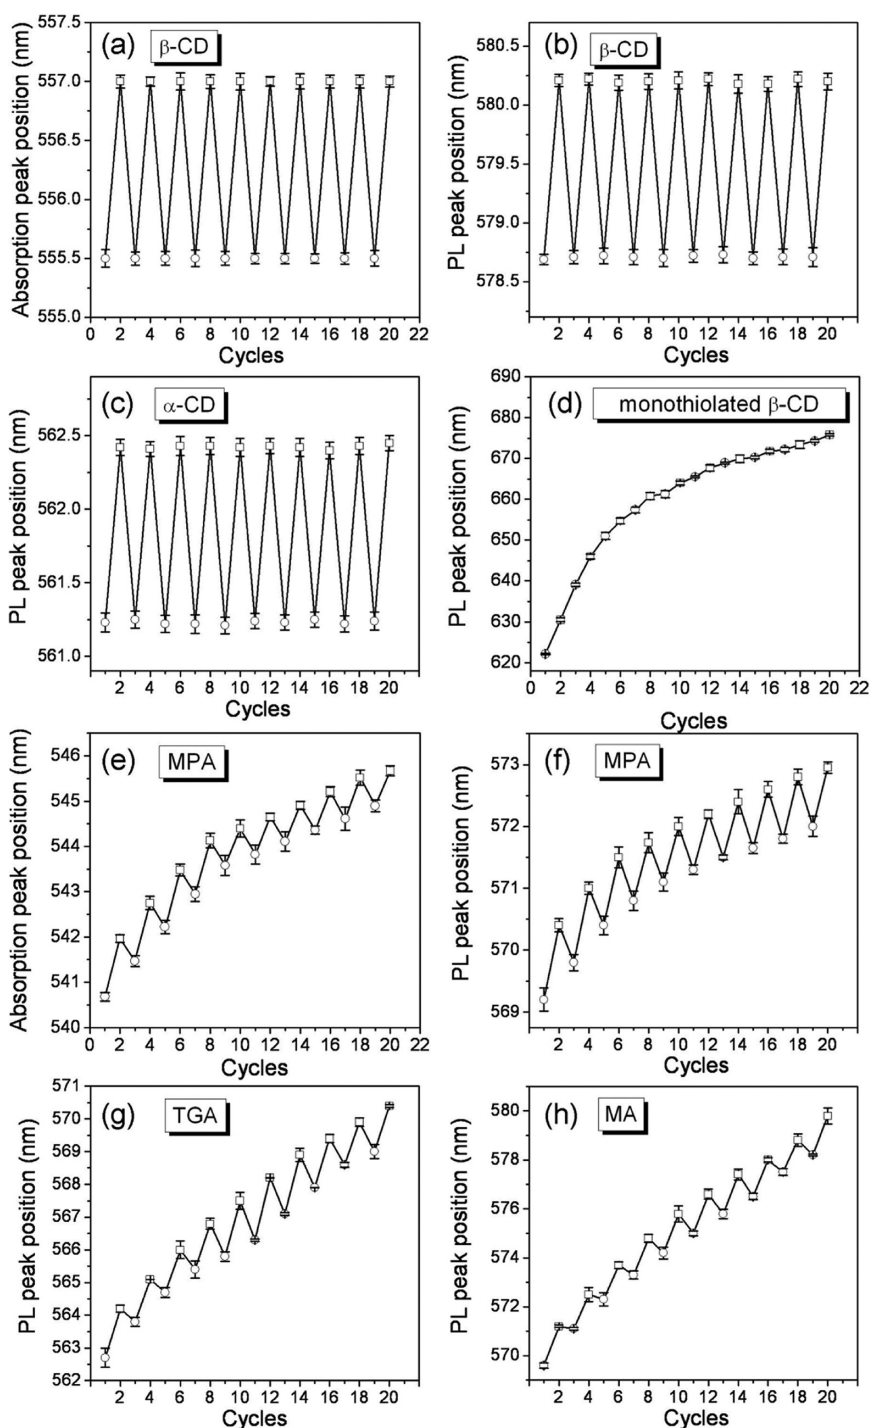 (a) β-CD
Absorption peak position (nm)
557.5
557.0
556.5
556.0
555.5
555.0
0 2 4 6 8 10 12 14 16 18 20 22
Cycles
(b) β-CD
PL peak position (nm)
580.5
580.0
579.5
579.0
578.5
2 4 6 8 10 12 14 16 18 20
Cycles
(c) α-CD
PL peak position (nm)
562.5
562.0
561.5
561.0
2 4 6 8 10 12 14 16 18 20
Cycles
(d) monothiolated β-CD
PL peak position (nm)
690
680
670
660
650
640
630
620
0 2 4 6 8 10 12 14 16 18 20 22
Cycles
(e) MPA
Absorption peak position (nm)
546
545
544
543
542
541
540
0 2 4 6 8 10 12 14 16 18 20 22
Cycles
(f) MPA
PL peak position (nm)
573
572
571
570
569
2 4 6 8 10 12 14 16 18 20
Cycles
(g) TGA
PL peak position (nm)
571
570
569
568
567
566
565
564
563
562
2 4 6 8 10 12 14 16 18 20
Cycles
(h) MA
PL peak position (nm)
580
578
576
574
572
570
2 4 6 8 10 12 14 16 18 20
Cycles